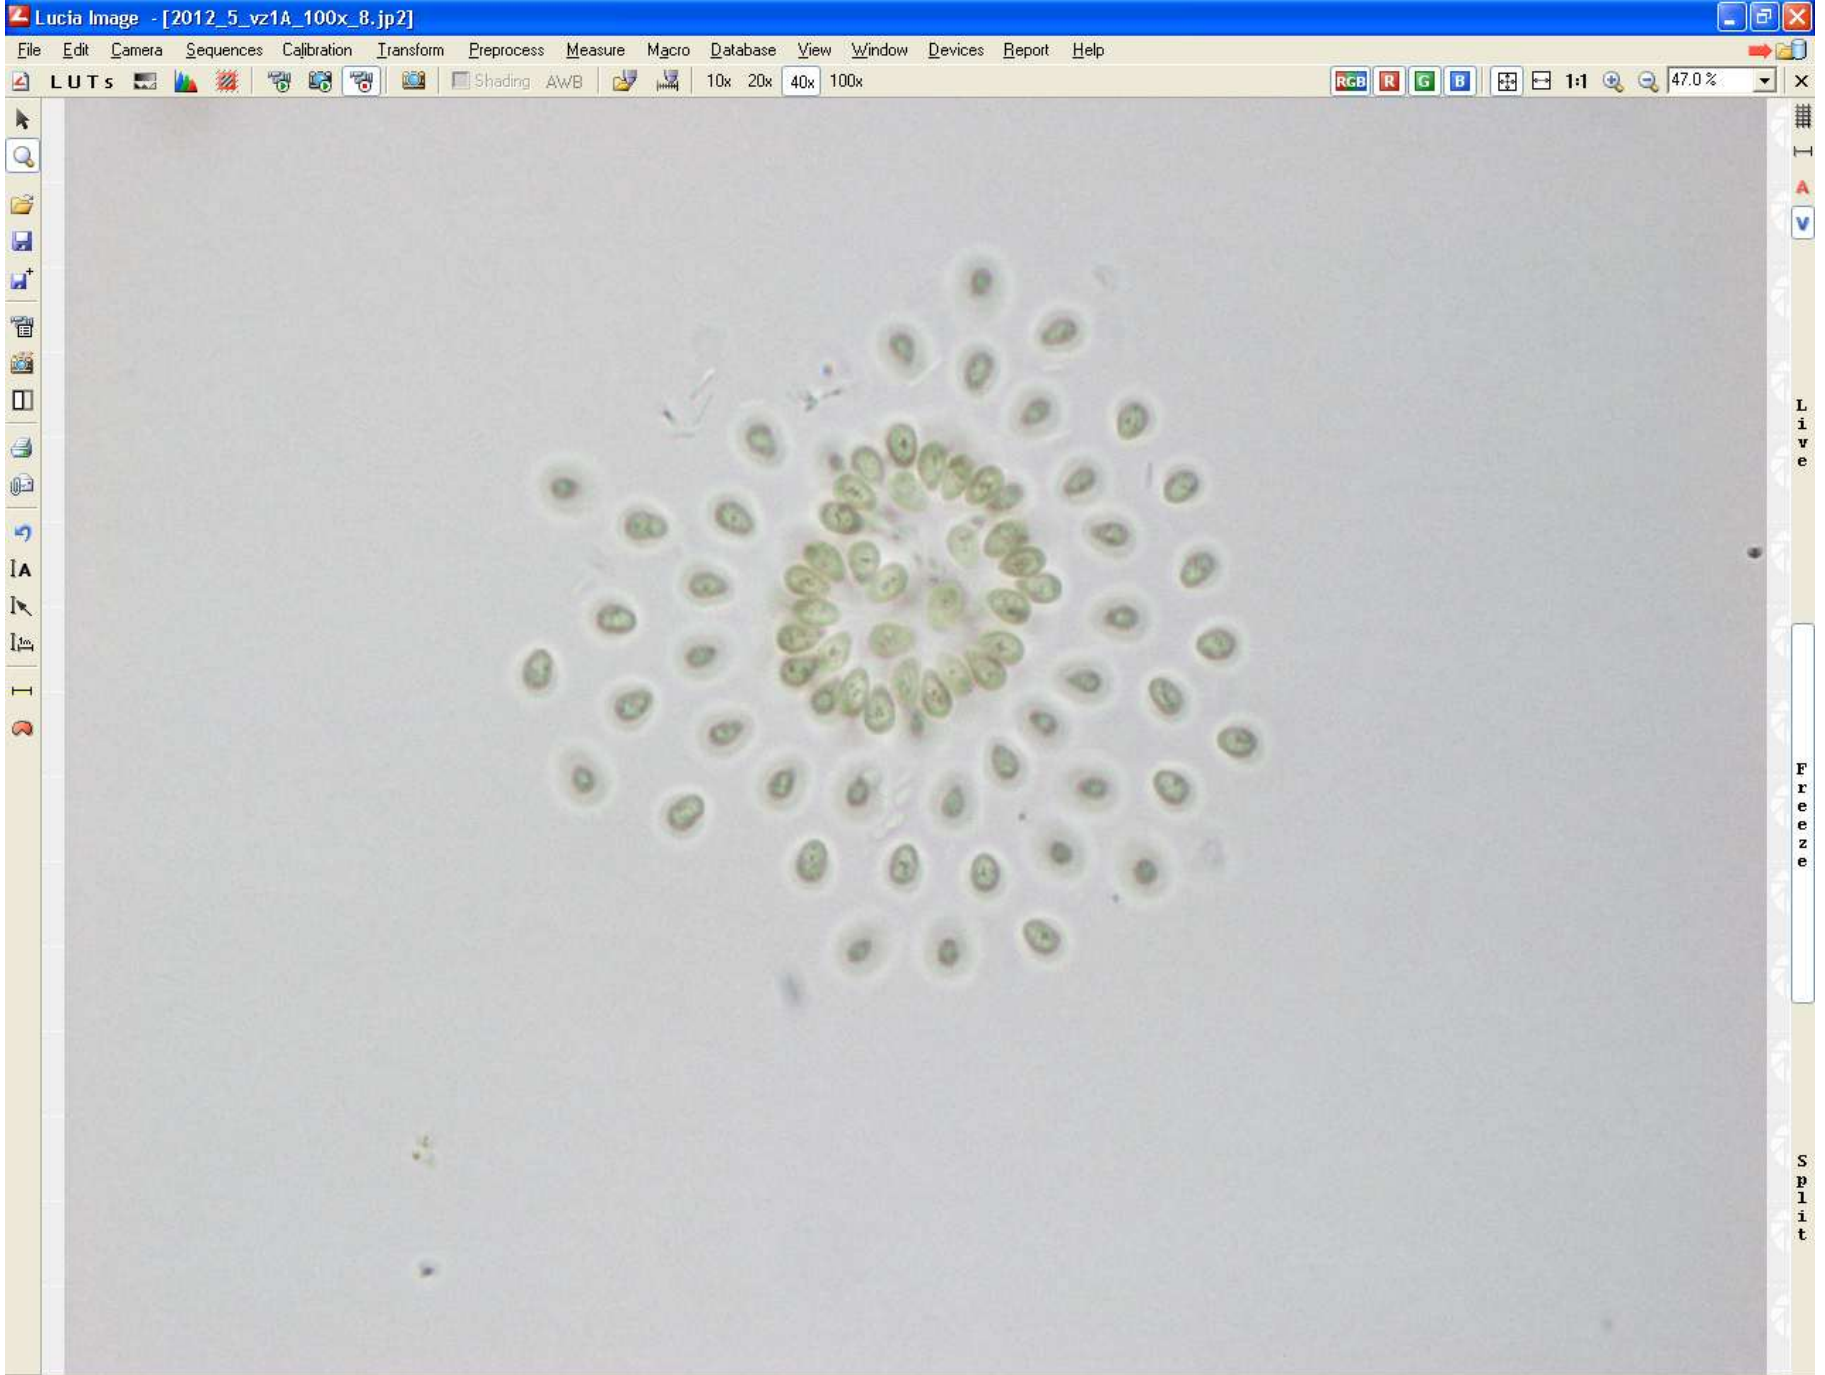 Lucia Image - [2012_5_vz1A_100x_8.jp2]
File Edit Camera Sequences Calibration Transform Preprocess Measure Macro Database View Window Devices Report Help
LUTs Shading AWB 10x 20x 40x 100x RGB R G B 1:1 47.0 %
A
V
A
1m
Live
Freeze
Split